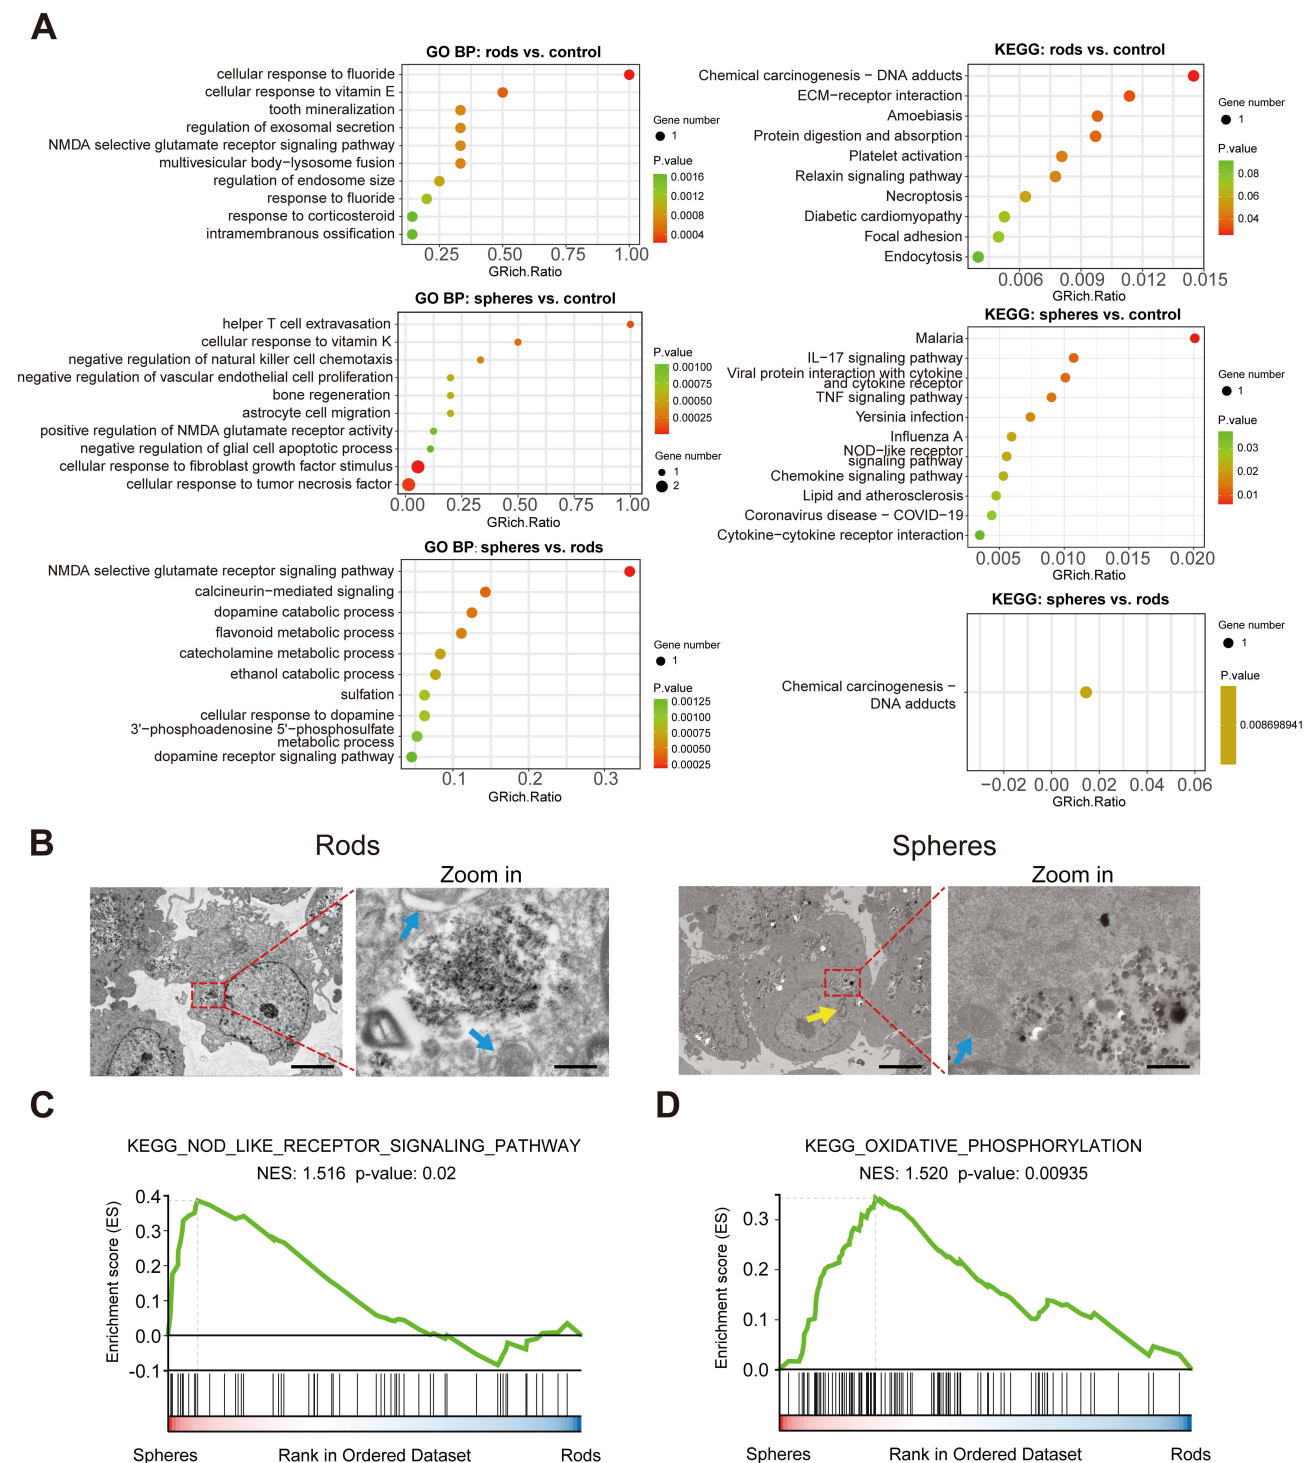 A
GO BP: rods vs. control
cellular response to fluoride
cellular response to vitamin E
tooth mineralization
regulation of exosomal secretion
NMDA selective glutamate receptor signaling pathway
multivesicular body−lysosome fusion
regulation of endosome size
response to fluoride
response to corticosteroid
intramembranous ossification
0.25 0.50 0.75 1.00
GRich.Ratio
Gene number
1
P.value
0.0016
0.0012
0.0008
0.0004
KEGG: rods vs. control
Chemical carcinogenesis − DNA adducts
ECM−receptor interaction
Amoebiasis
Protein digestion and absorption
Platelet activation
Relaxin signaling pathway
Necroptosis
Diabetic cardiomyopathy
Focal adhesion
Endocytosis
0.006 0.009 0.012 0.015
GRich.Ratio
Gene number
1
P.value
0.08
0.06
0.04
GO BP: spheres vs. control
helper T cell extravasation
cellular response to vitamin K
negative regulation of natural killer cell chemotaxis
negative regulation of vascular endothelial cell proliferation
bone regeneration
astrocyte cell migration
positive regulation of NMDA glutamate receptor activity
negative regulation of glial cell apoptotic process
cellular response to fibroblast growth factor stimulus
cellular response to tumor necrosis factor
0.00 0.25 0.50 0.75 1.00
GRich.Ratio
P.value
0.00100
0.00075
0.00050
0.00025
Gene number
1
2
KEGG: spheres vs. control
Malaria
IL−17 signaling pathway
Viral protein interaction with cytokine
and cytokine receptor
TNF signaling pathway
Yersinia infection
Influenza A
NOD−like receptor
signaling pathway
Chemokine signaling pathway
Lipid and atherosclerosis
Coronavirus disease − COVID−19
Cytokine−cytokine receptor interaction
0.005 0.010 0.015 0.020
GRich.Ratio
Gene number
1
P.value
0.03
0.02
0.01
GO BP: spheres vs. rods
NMDA selective glutamate receptor signaling pathway
calcineurin−mediated signaling
dopamine catabolic process
flavonoid metabolic process
catecholamine metabolic process
ethanol catabolic process
sulfation
cellular response to dopamine
3'−phosphoadenosine 5'−phosphosulfate
metabolic process
dopamine receptor signaling pathway
0.1 0.2 0.3
GRich.Ratio
Gene number
1
P.value
0.00125
0.00100
0.00075
0.00050
0.00025
KEGG: spheres vs. rods
Chemical carcinogenesis −
DNA adducts
−0.02 0.00 0.02 0.04 0.06
GRich.Ratio
Gene number
1
P.value
0.008698941
B
Rods
Zoom in
Spheres
Zoom in
C
KEGG_NOD_LIKE_RECEPTOR_SIGNALING_PATHWAY
NES: 1.516 p-value: 0.02
Enrichment score (ES)
0.4
0.3
0.2
0.1
0.0
-0.1
Spheres Rank in Ordered Dataset Rods
D
KEGG_OXIDATIVE_PHOSPHORYLATION
NES: 1.520 p-value: 0.00935
Enrichment score (ES)
0.3
0.2
0.1
0.0
Spheres Rank in Ordered Dataset Rods